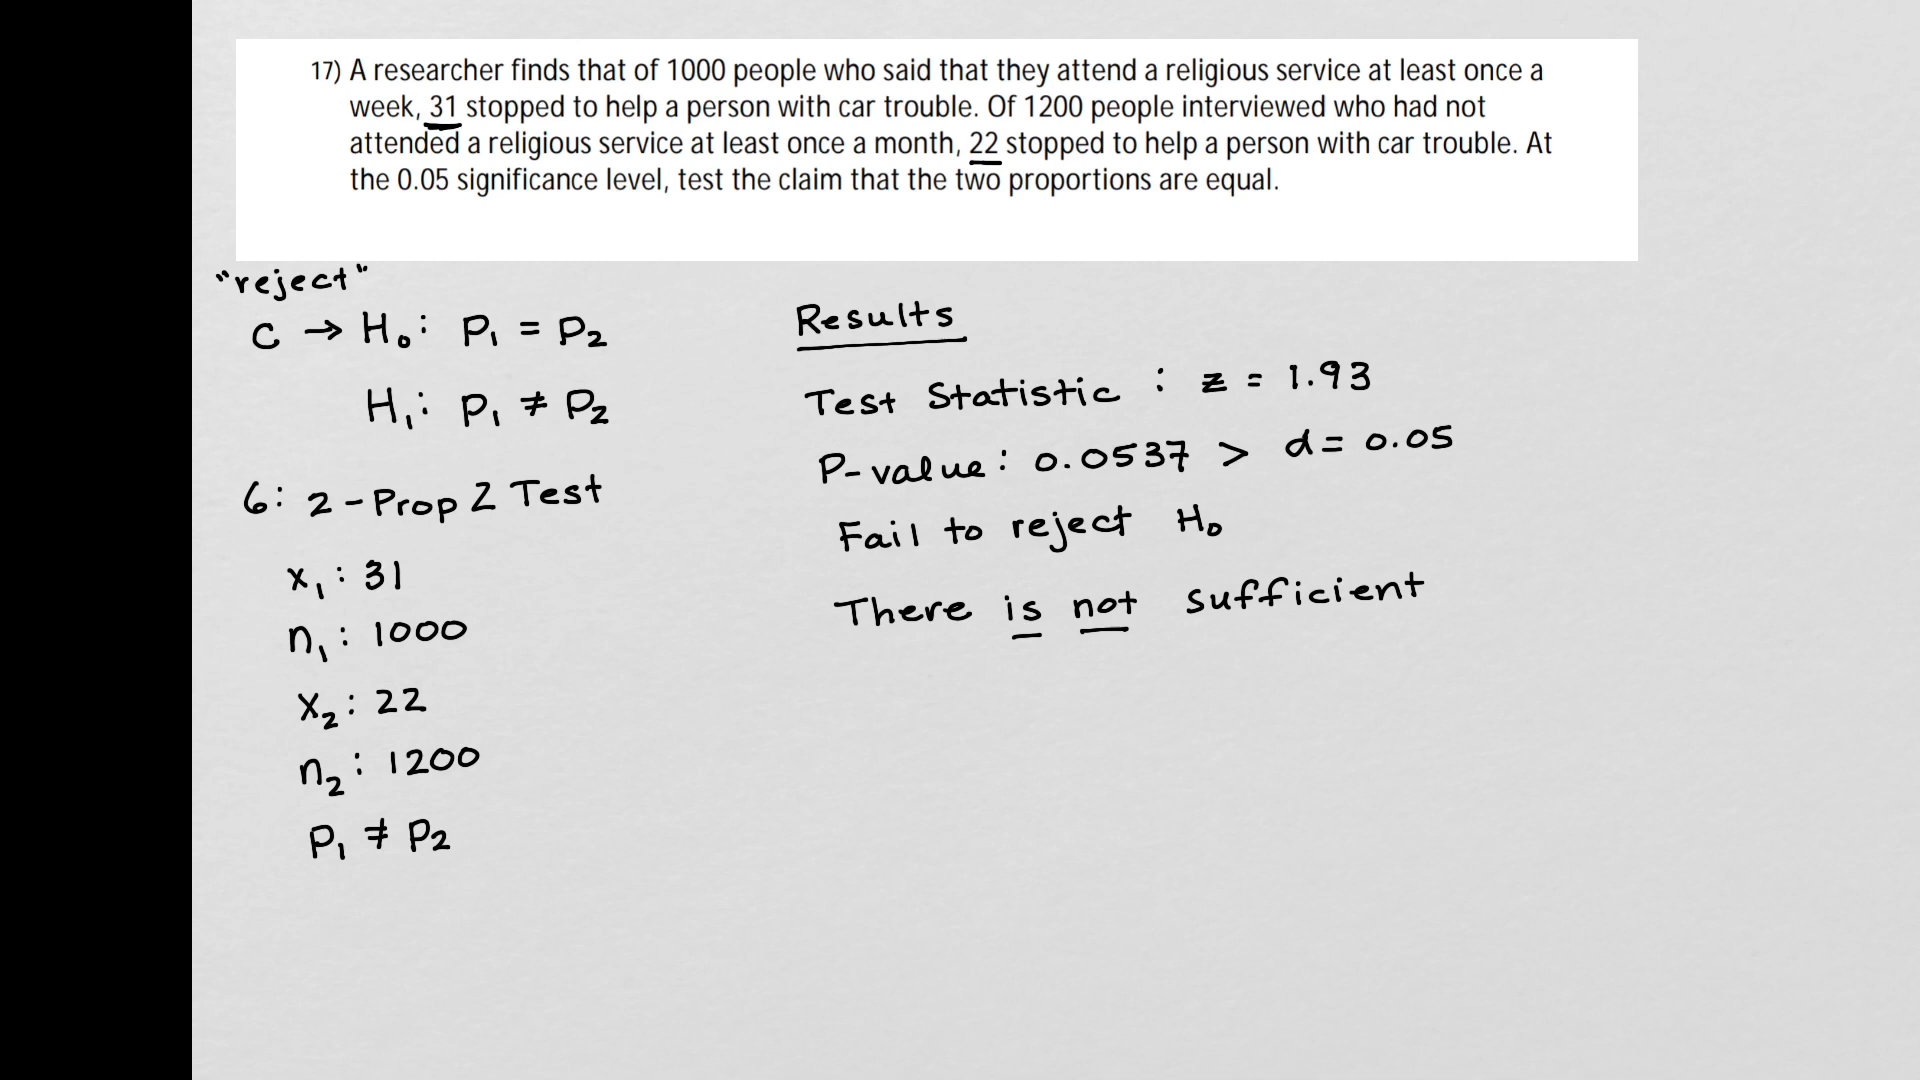 17) A researcher finds that of 1000 people who said that they attend a religious service at least once a
week, 31 stopped to help a person with car trouble. Of 1200 people interviewed who had not
attended a religious service at least once a month, 22 stopped to help a person with car trouble. At
the 0.05 significance level, test the claim that the two proportions are equal.
"reject"
C → H₀: P₁ = P₂
H₁: P₁ ≠ P₂
6: 2-Prop Z Test
x₁: 31
n₁: 1000
x₂: 22
n₂: 1200
P₁ ≠ P₂
Results
Test Statistic : z = 1.93
P-value: 0.0537 > α = 0.05
Fail to reject H₀
There is not sufficient